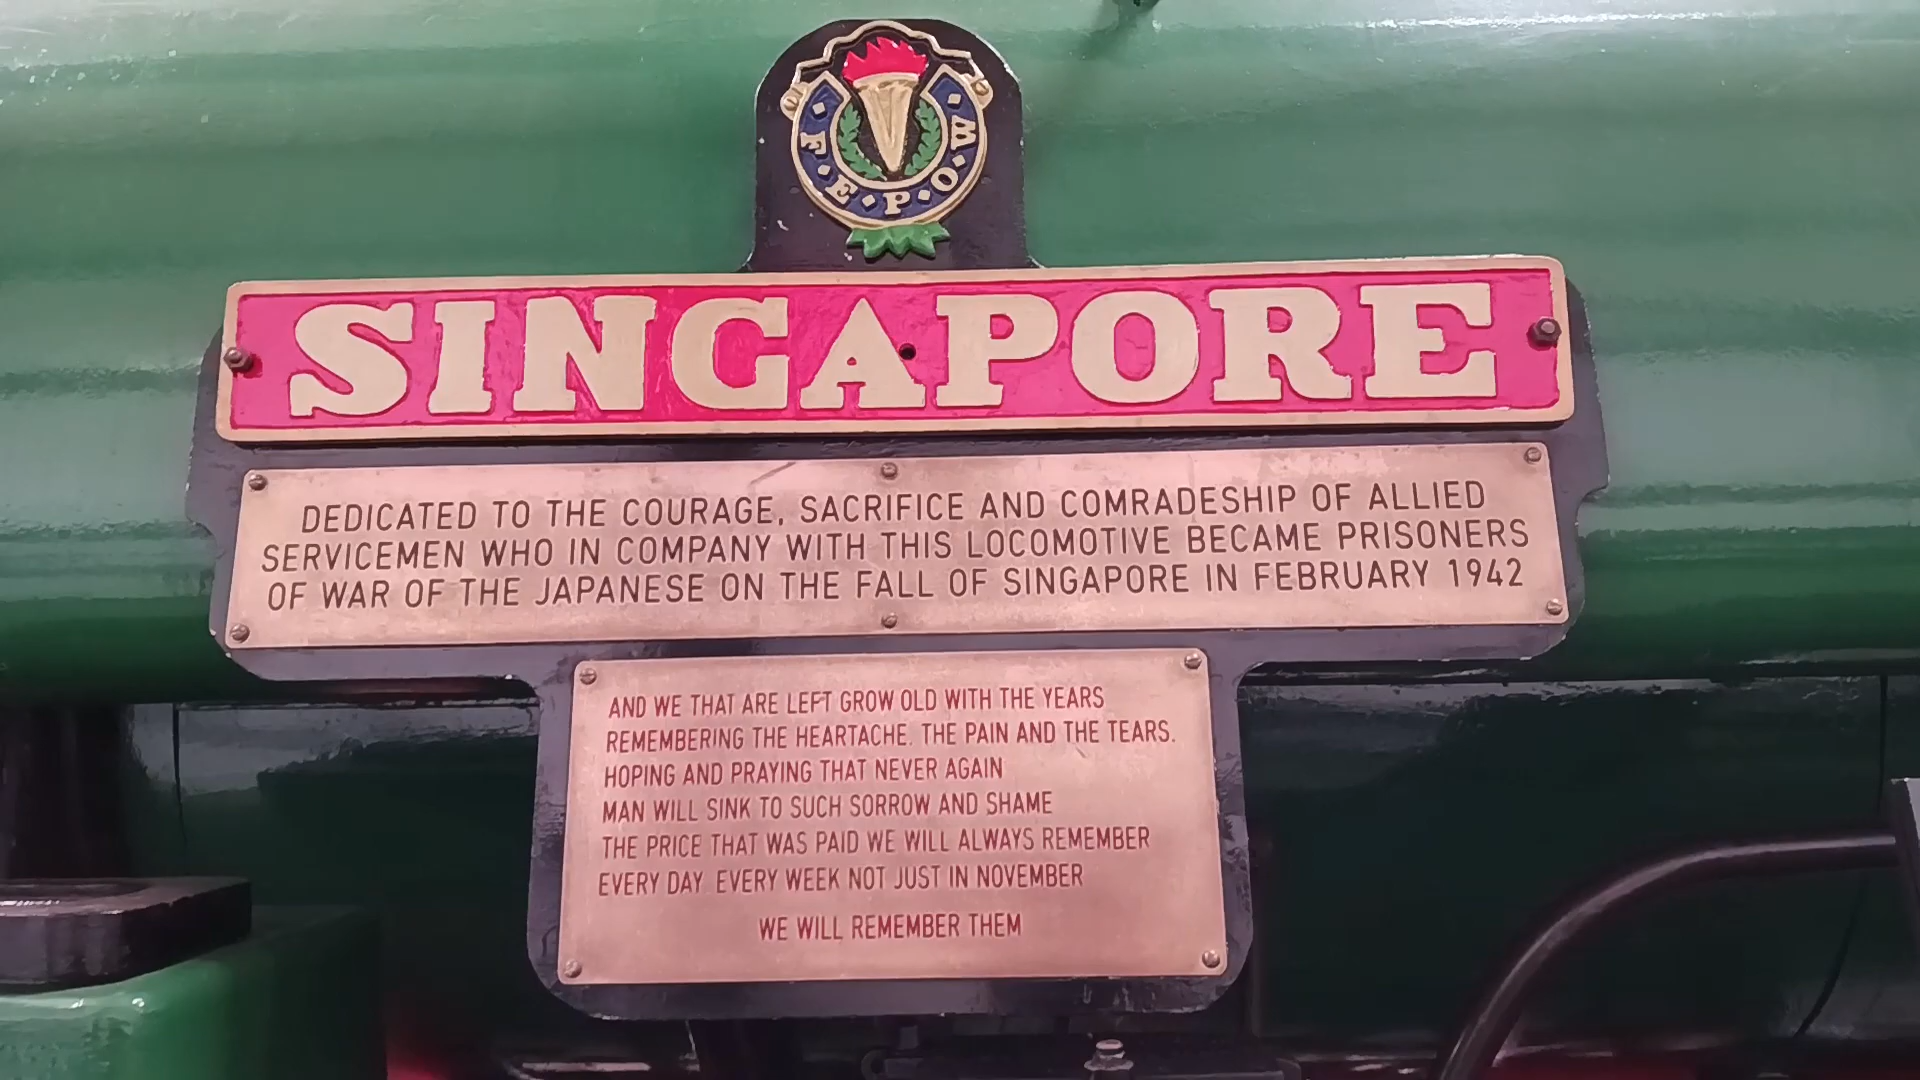 F·E·P·O·W
SINGAPORE
DEDICATED TO THE COURAGE, SACRIFICE AND COMRADESHIP OF ALLIED
SERVICEMEN WHO IN COMPANY WITH THIS LOCOMOTIVE BECAME PRISONERS
OF WAR OF THE JAPANESE ON THE FALL OF SINGAPORE IN FEBRUARY 1942
AND WE THAT ARE LEFT GROW OLD WITH THE YEARS
REMEMBERING THE HEARTACHE. THE PAIN AND THE TEARS.
HOPING AND PRAYING THAT NEVER AGAIN
MAN WILL SINK TO SUCH SORROW AND SHAME
THE PRICE THAT WAS PAID WE WILL ALWAYS REMEMBER
EVERY DAY EVERY WEEK NOT JUST IN NOVEMBER
WE WILL REMEMBER THEM